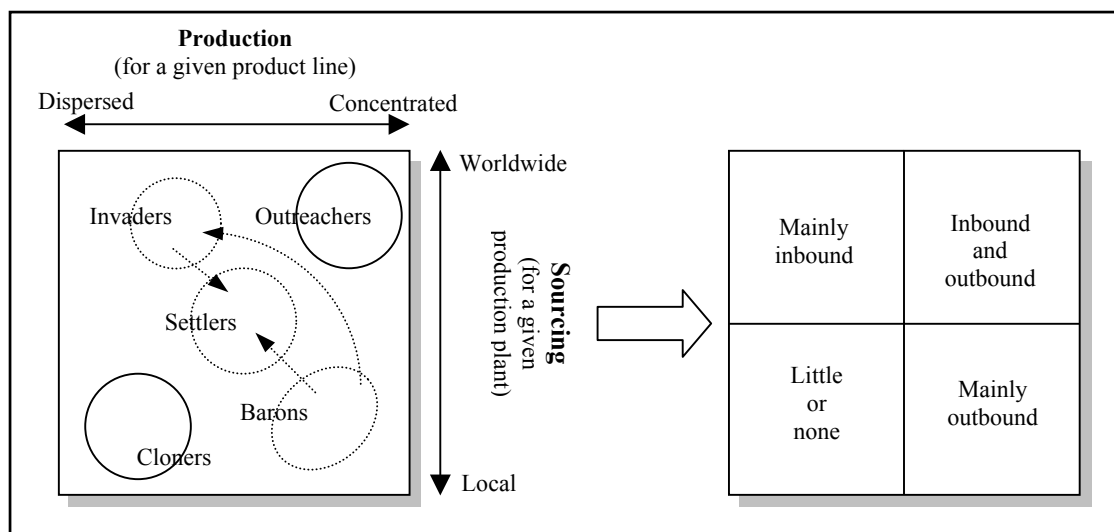 Production
(for a given product line)
Dispersed
Concentrated
Worldwide
Invaders
Outreachers
Settlers
Barons
Cloners
Sourcing
(for a given
production plant)
Local
Mainly
inbound
Inbound
and
outbound
Little
or
none
Mainly
outbound